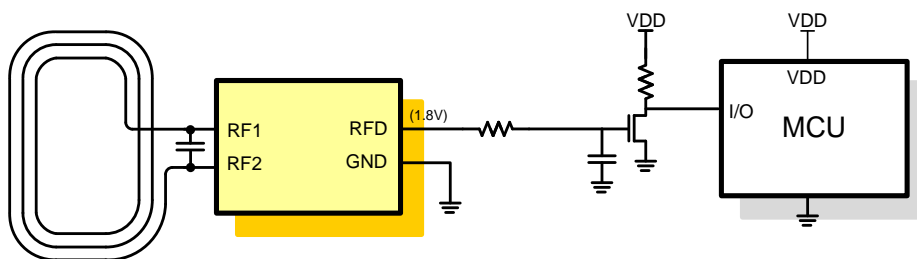 VDD
VDD
VDD
(1.8V)
I/O
RF1
RFD
MCU
RF2
GND